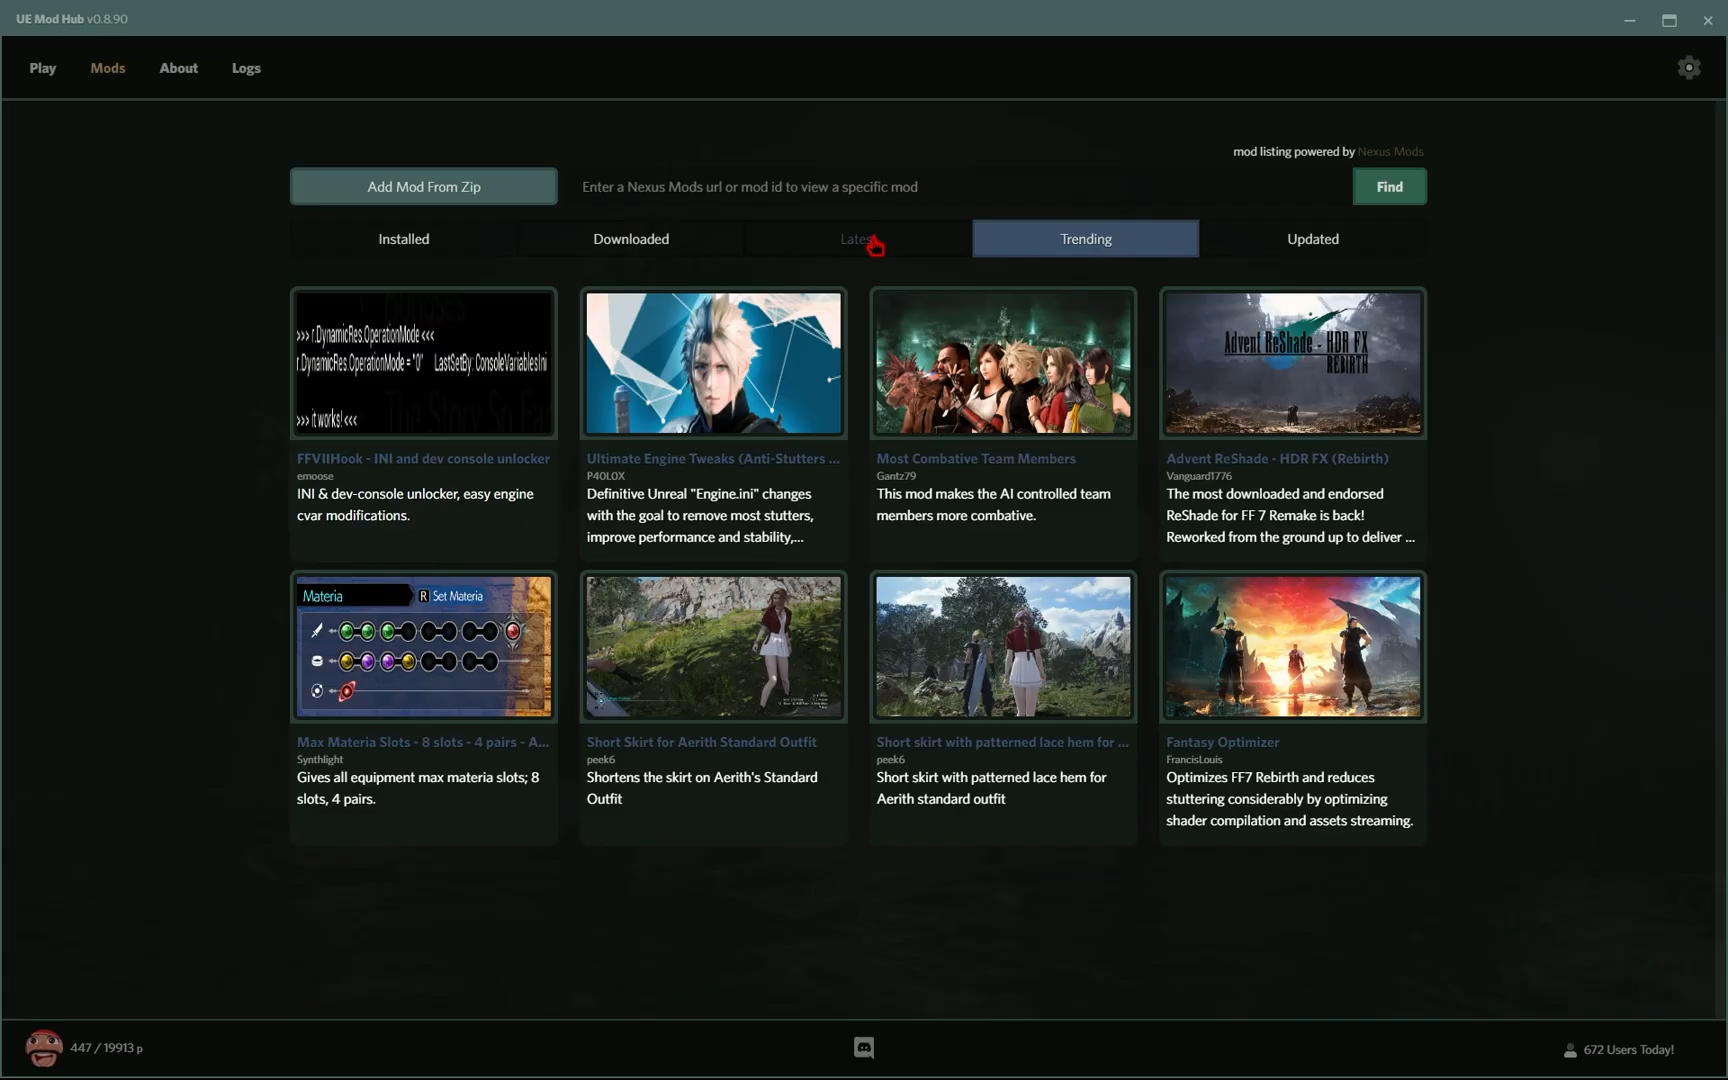 UE Mod Hub v0.8.90
Play
Mods
About
Logs
mod listing powered by Nexus Mods
Add Mod From Zip
Enter a Nexus Mods url or mod id to view a specific mod
Find
Installed
Downloaded
Trending
Updated
>>> r.DynamicRes.OperationMode <<<
r.DynamicRes.OperationMode = "0" LastSetBy: ConsoleVariablesIni
The Story So Far
>>> it works! <<<
Advent ReShade - HDR FX
REBIRTH
FFVIIHook - INI and dev console unlocker
emoose
INI & dev-console unlocker, easy engine
cvar modifications.
Ultimate Engine Tweaks (Anti-Stutters ...
P40L0X
Definitive Unreal "Engine.ini" changes
with the goal to remove most stutters,
improve performance and stability,...
Most Combative Team Members
Gantz79
This mod makes the AI controlled team
members more combative.
Advent ReShade - HDR FX (Rebirth)
Vanguard1776
The most downloaded and endorsed
ReShade for FF 7 Remake is back!
Reworked from the ground up to deliver ...
Materia
R Set Materia
Max Materia Slots - 8 slots - 4 pairs - A...
Synthlight
Gives all equipment max materia slots; 8
slots, 4 pairs.
Short Skirt for Aerith Standard Outfit
peek6
Shortens the skirt on Aerith's Standard
Outfit
Short skirt with patterned lace hem for ...
peek6
Short skirt with patterned lace hem for
Aerith standard outfit
Fantasy Optimizer
FrancisLouis
Optimizes FF7 Rebirth and reduces
stuttering considerably by optimizing
shader compilation and assets streaming.
447 / 19913 p
672 Users Today!